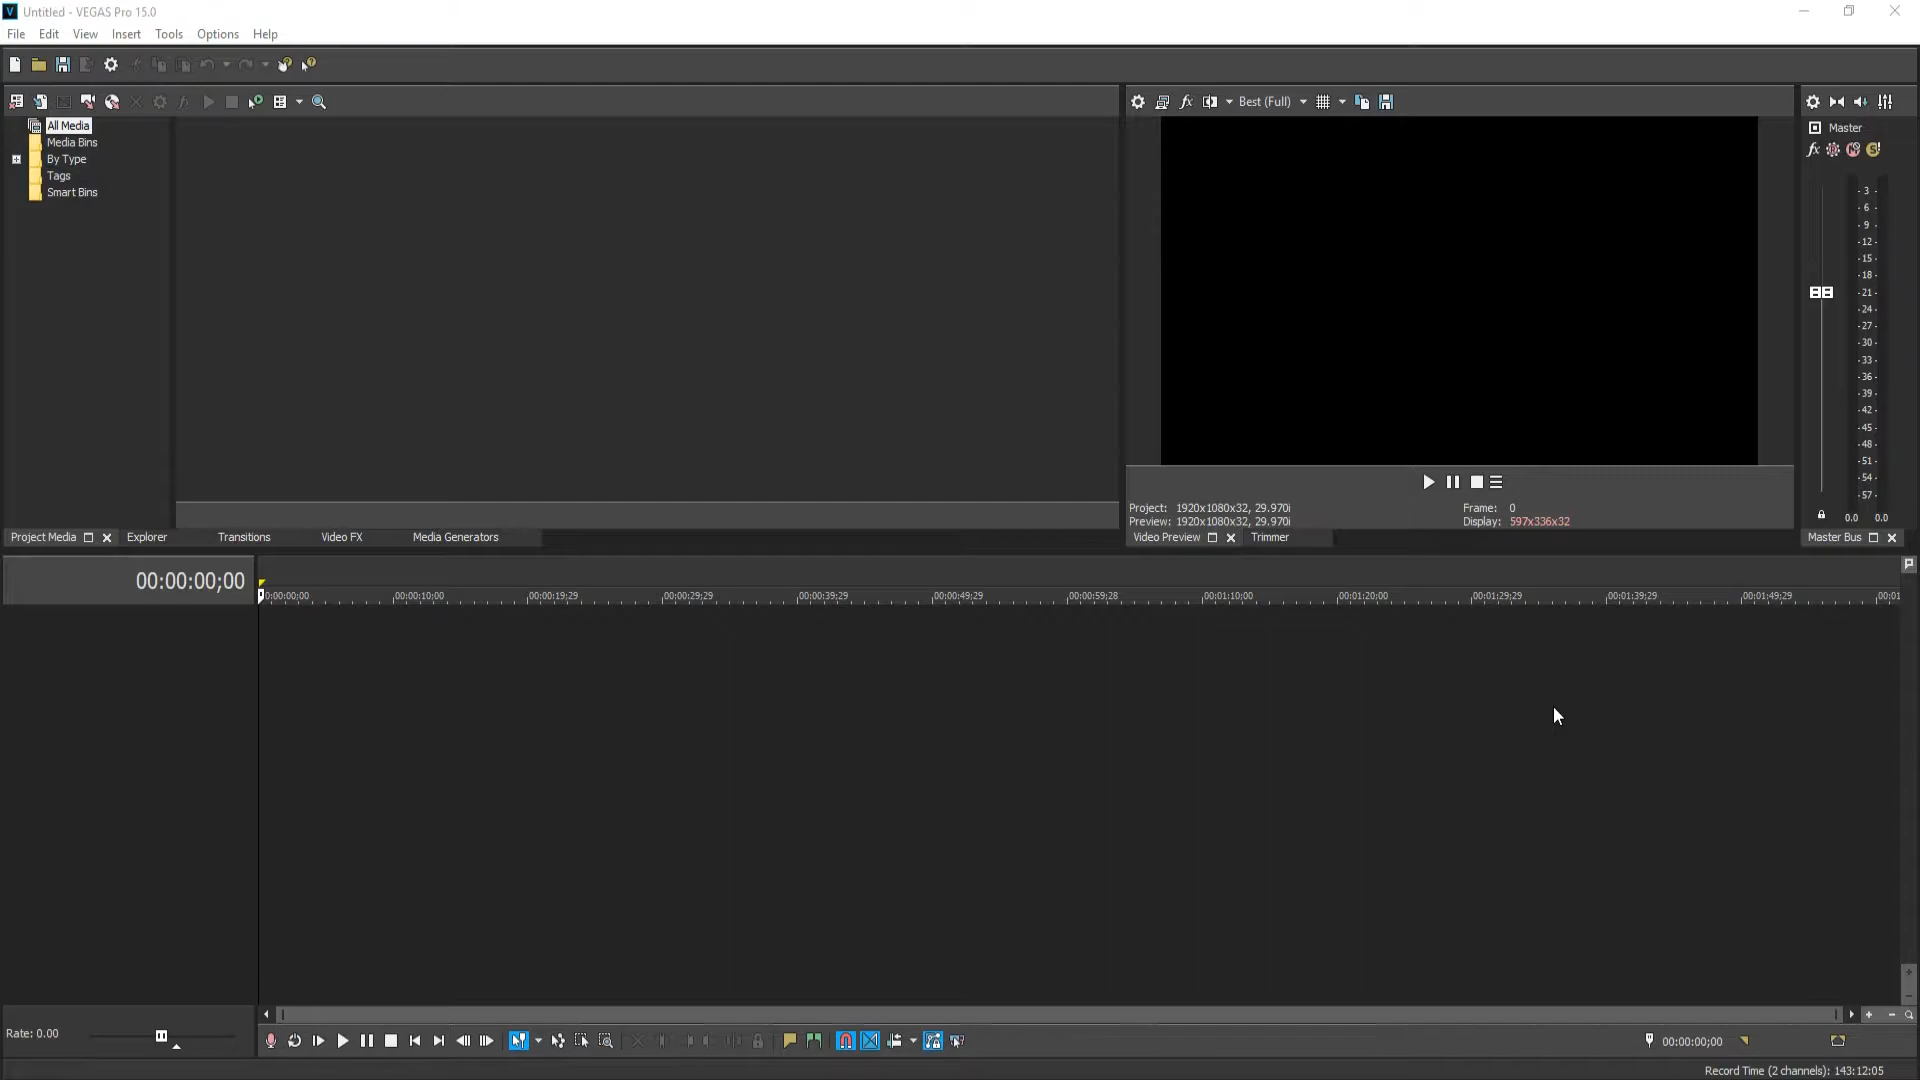 Untitled - VEGAS Pro 15.0
File Edit View Insert Tools Options Help
Best (Full)
All Media
Media Bins
By Type
Tags
Smart Bins
Master
fx
- 3 -
- 6 -
- 9 -
- 12 -
- 15 -
- 18 -
- 21 -
- 24 -
- 27 -
- 30 -
- 33 -
- 36 -
- 39 -
- 42 -
- 45 -
- 48 -
- 51 -
- 54 -
- 57 -
0.0 0.0
Project: 1920x1080x32, 29.970i Frame: 0
Preview: 1920x1080x32, 29.970i Display: 597x336x32
Project Media Explorer Transitions Video FX Media Generators
Video Preview Trimmer
Master Bus
00:00:00;00
0:00:00;00 00:00:10;00 00:00:19;29 00:00:29;29 00:00:39;29 00:00:49;29 00:00:59;28 00:01:10;00 00:01:20;00 00:01:29;29 00:01:39;29 00:01:49;29 00:01
Rate: 0.00
00:00:00;00
Record Time (2 channels): 143:12:05